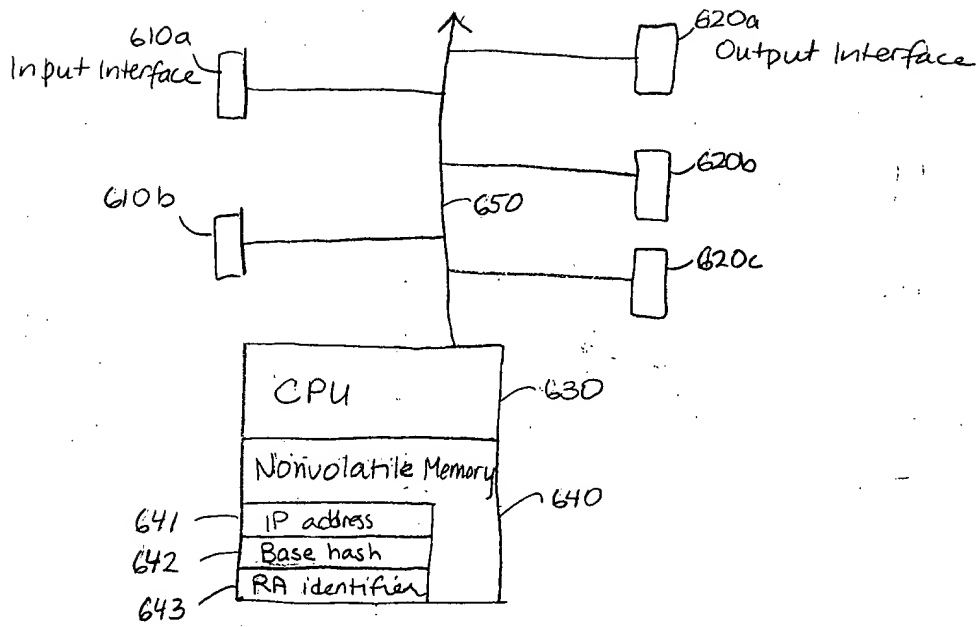 610a
Input Interface
620a
Output Interface
620b
610b
650
620c
CPU
630
Nonvolatile Memory
640
641
IP address
642
Base hash
643
RA identifier